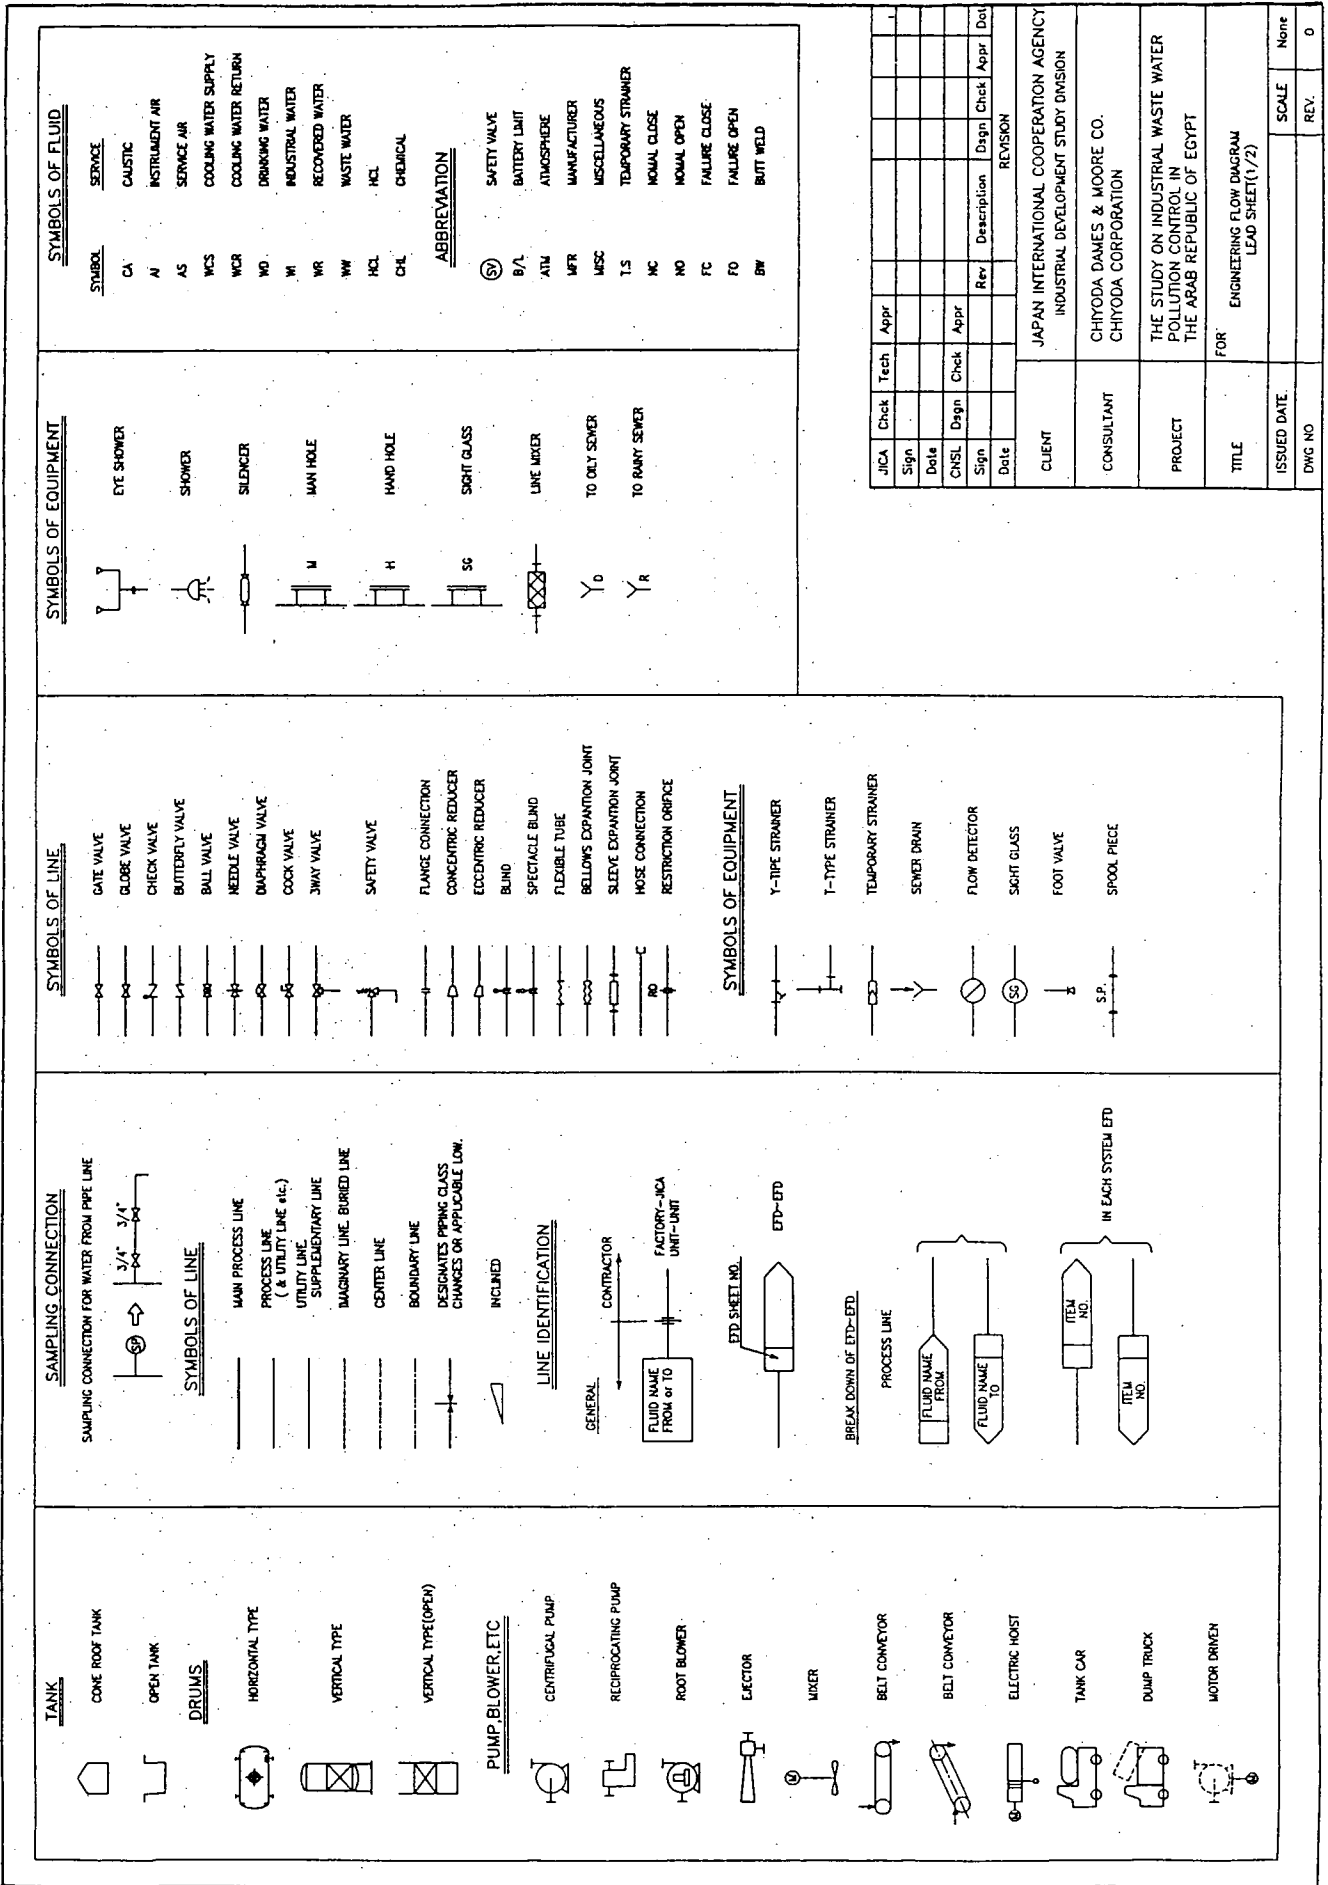 TANK
CONE ROOF TANK
OPEN TANK
DRUMS
HORIZONTAL TYPE
VERTICAL TYPE
VERTICAL TYPE(OPEN)
PUMP,BLOWER,ETC
CENTRIFUGAL PUMP
RECIPROCATING PUMP
ROOT BLOWER
EJECTOR
M
MIXER
BELT CONVEYOR
BELT CONVEYOR
M
ELECTRIC HOIST
TANK CAR
DUMP TRUCK
M
MOTOR DRIVEN
SAMPLING CONNECTION
SAMPLING CONNECTION FOR WATER FROM PIPE LINE
SP
3/4" 3/4"
SYMBOLS OF LINE
MAIN PROCESS LINE
PROCESS LINE
( & UTILITY LINE etc.)
UTILITY LINE
SUPPLEMENTARY LINE
IMAGINARY LINE. BURIED LINE
CENTER LINE
BOUNDARY LINE
DESIGNATES PIPING CLASS
CHANGES OR APPLICABLE LOW.
INCLINED
LINE IDENTIFICATION
GENERAL
CONTRACTOR
FLUID NAME
FROM or TO
FACTORY-JICA
UNIT-UNIT
EFD SHEET NO.
EFD-EFD
BREAK DOWN OF EFD-EFD
PROCESS LINE
FLUID NAME
FROM
FLUID NAME
TO
ITEM
NO.
ITEM
NO.
IN EACH SYSTEM EFD
SYMBOLS OF LINE
GATE VALVE
GLOBE VALVE
CHECK VALVE
BUTTERFLY VALVE
BALL VALVE
NEEDLE VALVE
DIAPHRAGM VALVE
COCK VALVE
3WAY VALVE
SAFETY VALVE
FLANGE CONNECTION
CONCENTRIC REDUCER
ECCENTRIC REDUCER
BLIND
SPECTACLE BLIND
FLEXIBLE TUBE
BELLOWS EXPANTION JOINT
SLEEVE EXPANTION JOINT
HOSE CONNECTION
RO
RESTRICTION ORIFICE
SYMBOLS OF EQUIPMENT
Y-TIPE STRAINER
T-TYPE STRAINER
TEMPORARY STRAINER
SEWER DRAIN
FLOW DETECTOR
SG
SIGHT GLASS
FOOT VALVE
S.P.
SPOOL PIECE
SYMBOLS OF EQUIPMENT
EYE SHOWER
SHOWER
SILENCER
M
MAN HOLE
H
HAND HOLE
SG
SIGHT GLASS
LINE MIXER
O
TO OILY SEWER
R
TO RAINY SEWER
SYMBOLS OF FLUID
SYMBOL SERVICE
CA CAUSTIC
AI INSTRUMENT AIR
AS SERVICE AIR
WCS COOLING WATER SUPPLY
WCR COOLING WATER RETURN
WD DRINKING WATER
WI INDUSTRIAL WATER
WR RECOVERED WATER
WW WASTE WATER
HCL HCL
CHL CHEMICAL
ABBREVIATION
SV SAFETY VALVE
B/L BATTERY LIMIT
ATM ATMOSPHERE
MFR MANUFACTURER
MISC MISCELLANEOUS
T.S TEMPORARY STRAINER
NC NOMAL CLOSE
NO NOMAL OPEN
FC FAILURE CLOSE
FO FAILURE OPEN
BW BUTT WELD
JICA Chck Tech Appr
Sign
Date
CNSL Dsgn Chck Appr
Sign
Date
Rev Description Dsgn Chck Appr Dat
REVISION
CLIENT
JAPAN INTERNATIONAL COOPERATION AGENCY
INDUSTRIAL DEVELOPMENT STUDY DIVISION
CONSULTANT
CHIYODA DAMES & MOORE CO.
CHIYODA CORPORATION
PROJECT
THE STUDY ON INDUSTRIAL WASTE WATER
POLLUTION CONTROL IN
THE ARAB REPUBLIC OF EGYPT
TITLE
FOR
ENGINEERING FLOW DIAGRAM
LEAD SHEET(1/2)
ISSUED DATE. SCALE None
DWG NO REV. 0